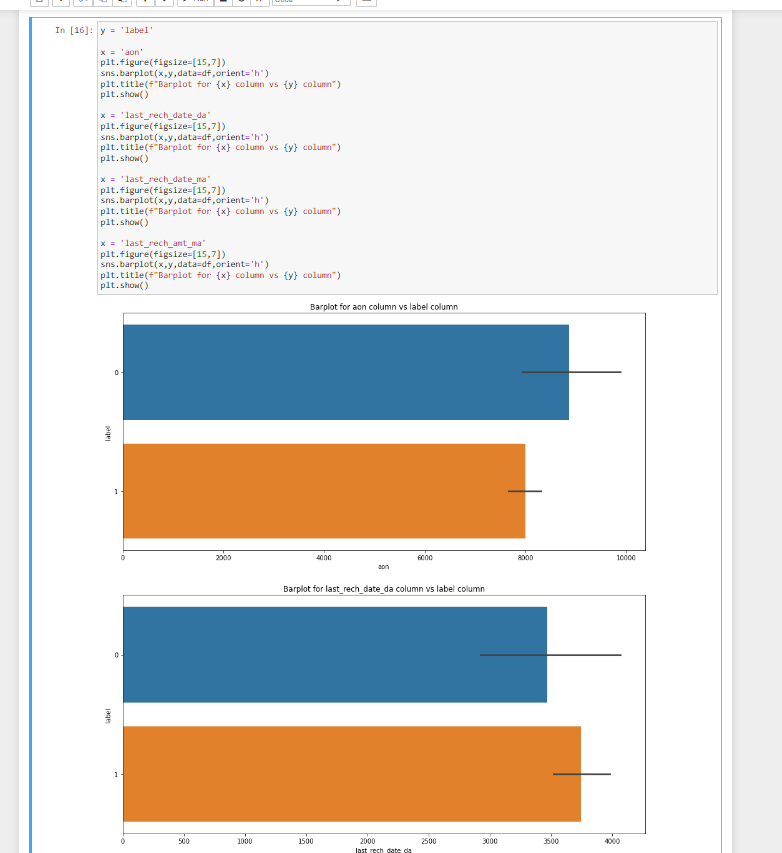 In [16]: y = 'label'
x = 'aon'
plt.figure(figsize=[15,7])
sns.barplot(x,y,data=df,orient='h')
plt.title(f"Barplot for {x} column vs {y} column")
plt.show()
x = 'last_rech_date_da'
plt.figure(figsize=[15,7])
sns.barplot(x,y,data=df,orient='h')
plt.title(f"Barplot for {x} column vs {y} column")
plt.show()
x = 'last_rech_date_ma'
plt.figure(figsize=[15,7])
sns.barplot(x,y,data=df,orient='h')
plt.title(f"Barplot for {x} column vs {y} column")
plt.show()
x = 'last_rech_amt_ma'
plt.figure(figsize=[15,7])
sns.barplot(x,y,data=df,orient='h')
plt.title(f"Barplot for {x} column vs {y} column")
plt.show()
Barplot for aon column vs label column
0
label
1
0 2000 4000 6000 8000 10000
aon
Barplot for last_rech_date_da column vs label column
0
label
1
0 500 1000 1500 2000 2500 3000 3500 4000
last_rech_date_da